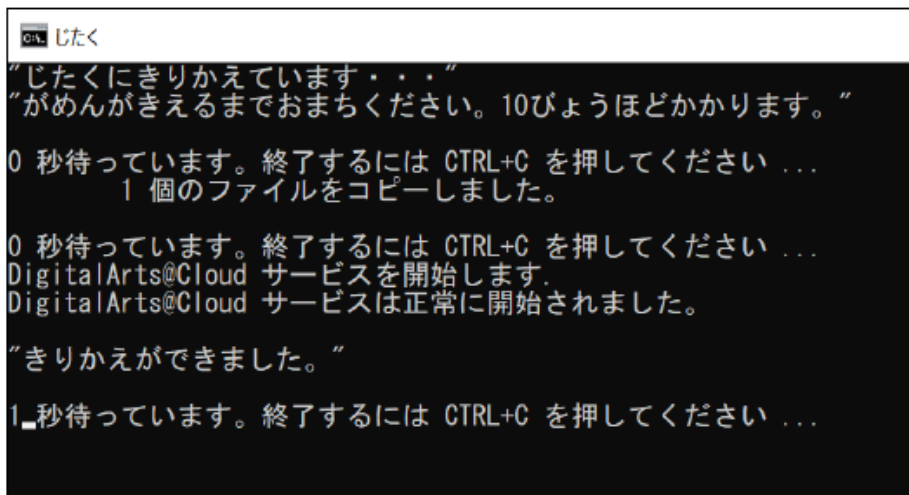 じたく
"じたくにきりかえています・・・"
"がめんがきえるまでおまちください。10びょうほどかかります。"
0 秒待っています。終了するには CTRL+C を押してください ...
1 個のファイルをコピーしました。
0 秒待っています。終了するには CTRL+C を押してください ...
DigitalArts@Cloud サービスを開始します.
DigitalArts@Cloud サービスは正常に開始されました。
"きりかえができました。"
1 秒待っています。終了するには CTRL+C を押してください ...